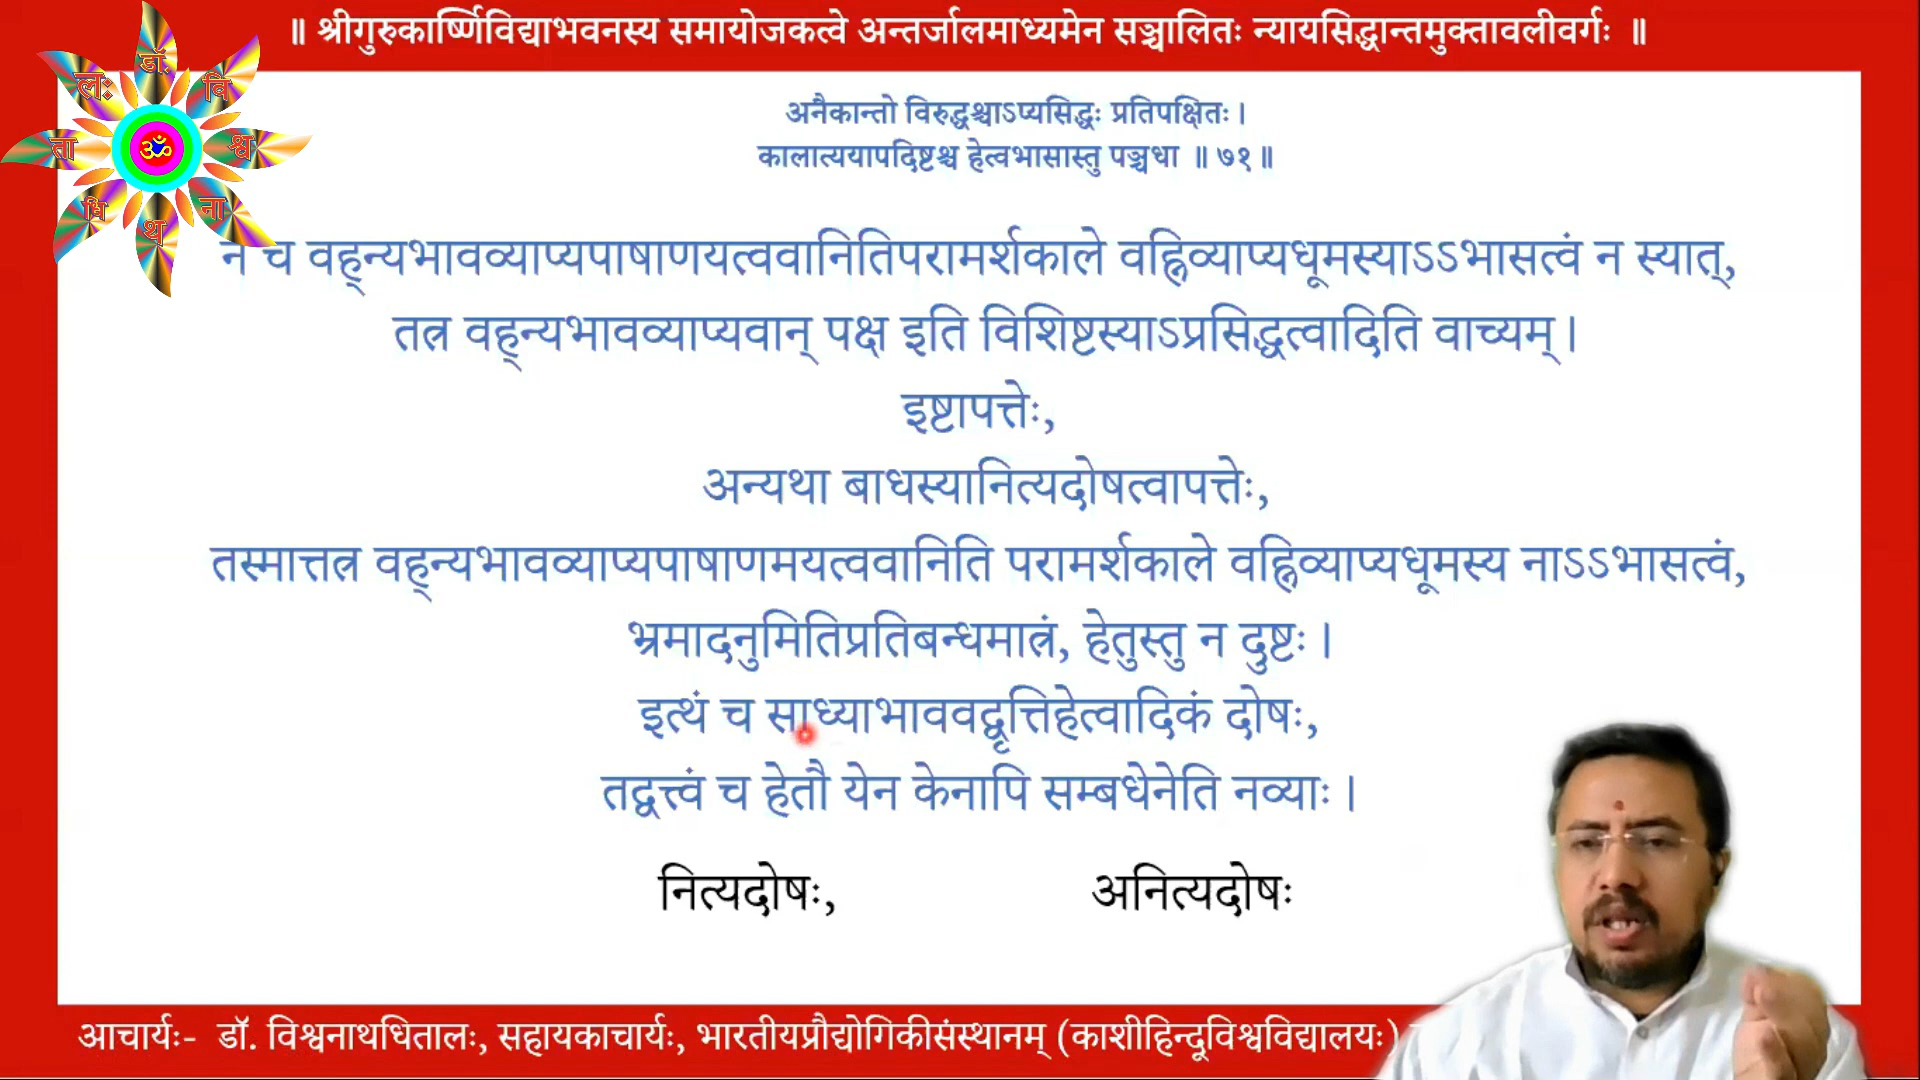 ॥ श्रीगुरुकार्ष्णिविद्याभवनस्य समायोजकत्वे अन्तर्जालमाध्यमेन सञ्चालितः न्यायसिद्धान्तमुक्तावलीवर्गः ॥
डॉ. वि श्व ना थ धि ता लः
ॐ
अनैकान्तो विरुद्धश्चाऽप्यसिद्धः प्रतिपक्षितः ।
कालात्ययापदिष्टश्च हेत्वभासास्तु पञ्चधा ॥ ७१॥
न च वह्न्यभावव्याप्यपाषाणयत्ववानितिपरामर्शकाले वह्निव्याप्यधूमस्याऽऽभासत्वं न स्यात्,
तत्र वह्न्यभावव्याप्यवान् पक्ष इति विशिष्टस्याऽप्रसिद्धत्वादिति वाच्यम् ।
इष्टापत्तेः,
अन्यथा बाधस्यानित्यदोषत्वापत्तेः,
तस्मात्तत्र वह्न्यभावव्याप्यपाषाणमयत्ववानिति परामर्शकाले वह्निव्याप्यधूमस्य नाऽऽभासत्वं,
भ्रमादनुमितिप्रतिबन्धमात्रं, हेतुस्तु न दुष्टः ।
इत्थं च साध्याभाववद्वृत्तिहेत्वादिकं दोषः,
तद्वत्त्वं च हेतौ येन केनापि सम्बधेनेति नव्याः ।
नित्यदोषः, अनित्यदोषः
आचार्यः- डॉ. विश्वनाथधितालः, सहायकाचार्यः, भारतीयप्रौद्योगिकीसंस्थानम् (काशीहिन्दूविश्वविद्यालयः)